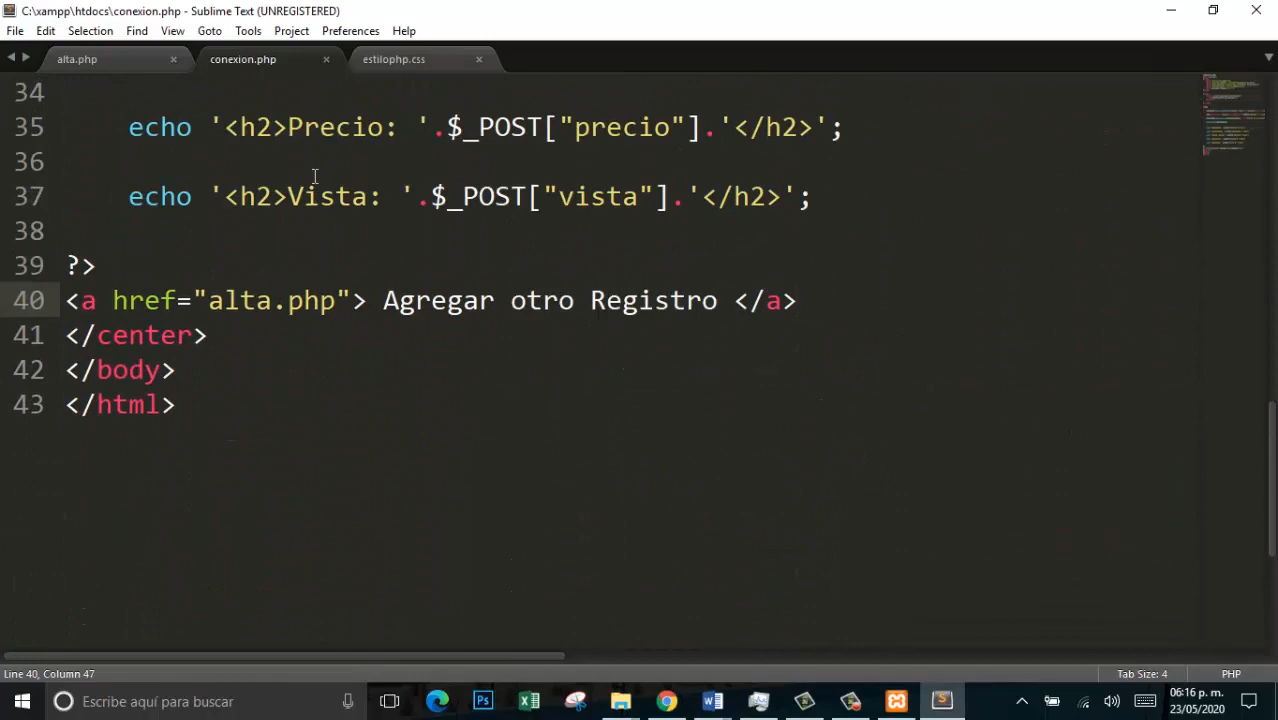 C:\xampp\htdocs\conexion.php - Sublime Text (UNREGISTERED)
File Edit Selection Find View Goto Tools Project Preferences Help
alta.php × conexion.php × estilophp.css ×
34
35 echo '<h2>Precio: '.$_POST["precio"].'</h2>';
36
37 echo '<h2>Vista: '.$_POST["vista"].'</h2>';
38
39 ?>
40 <a href="alta.php"> Agregar otro Registro </a>
41 </center>
42 </body>
43 </html>
Line 40, Column 47 Tab Size: 4 PHP
Escribe aquí para buscar
06:16 p. m.
23/05/2020